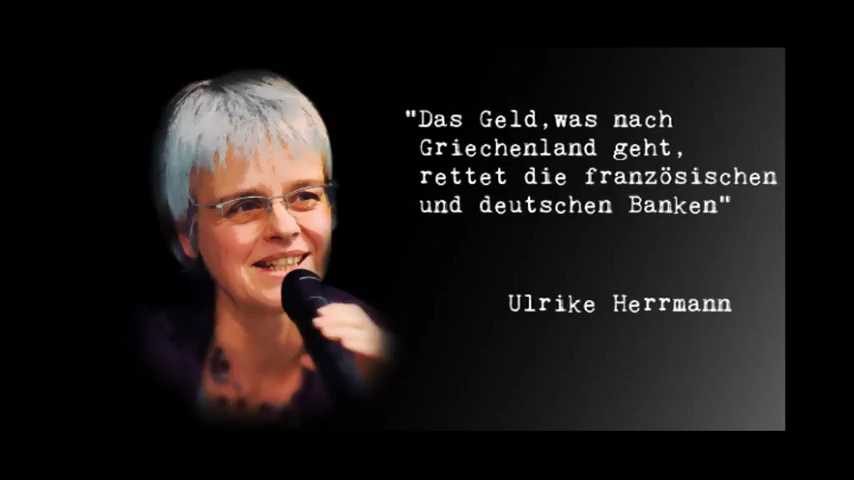 "Das Geld,was nach
Griechenland geht,
rettet die französischen
und deutschen Banken"
Ulrike Herrmann